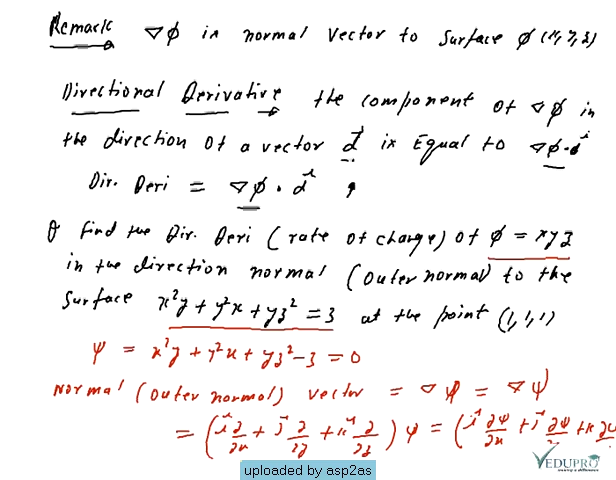 Remark ∇φ is normal vector to surface φ(x,y,z)
Directional Derivative the component of ∇φ in
the direction of a vector d⃗ is Equal to ∇φ·d̂
Dir. Deri = ∇φ · d̂ ,
Q find the Dir. Deri (rate of change) of φ = xyz
in the direction normal (outer normal) to the
surface x²y + y²x + yz² = 3 at the point (1,1,1)
ψ = x²y + y²x + yz² - 3 = 0
normal (outer normal) vector = ∇ψ = ∇ψ
= (î ∂/∂x + ĵ ∂/∂y + k̂ ∂/∂z) ψ = (î ∂ψ/∂x + ĵ ∂ψ/
VEDUPRO
uploaded by asp2as